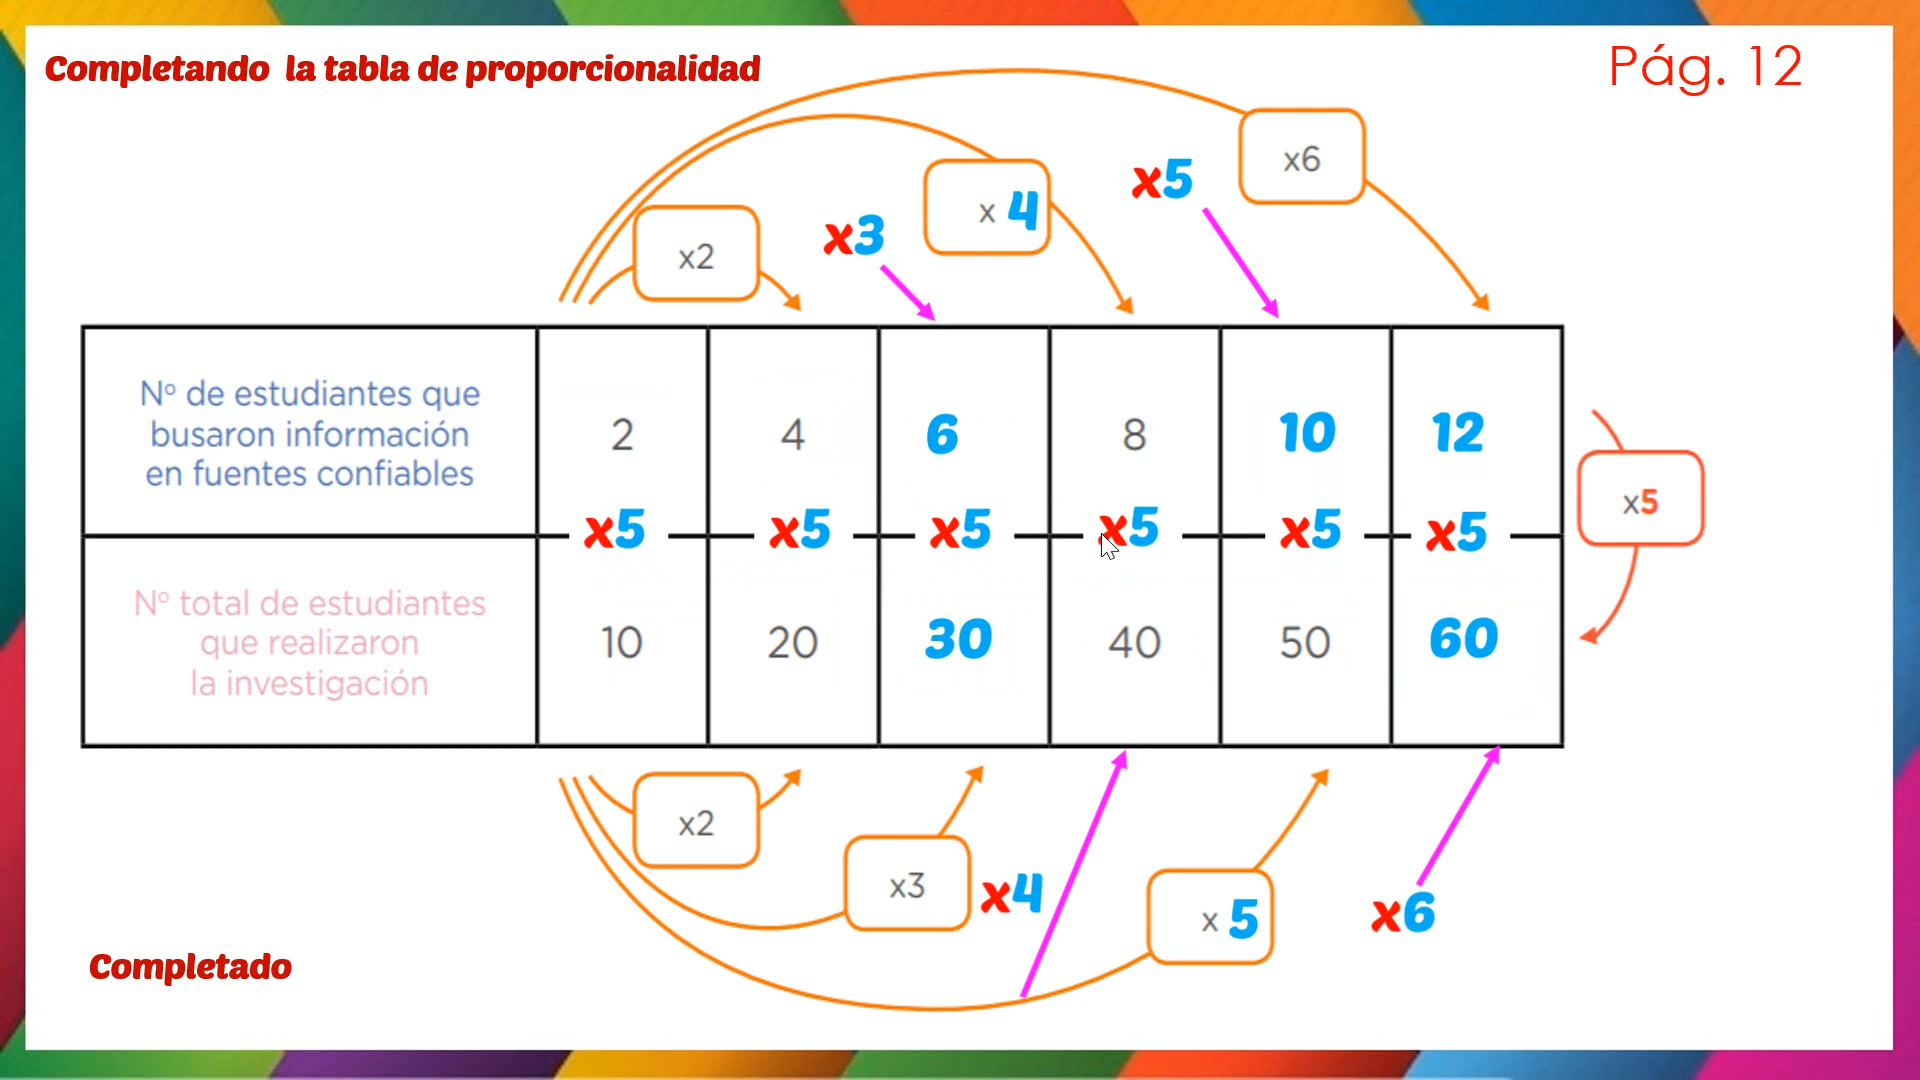 Completando la tabla de proporcionalidad
Pág. 12
x6
x5
x 4
x3
x2
Nº de estudiantes que
busaron información
en fuentes confiables
2 4 6 8 10 12
x5 x5 x5 x5 x5 x5
x5
Nº total de estudiantes
que realizaron
la investigación
10 20 30 40 50 60
x2
x3
x4
x 5
x6
Completado